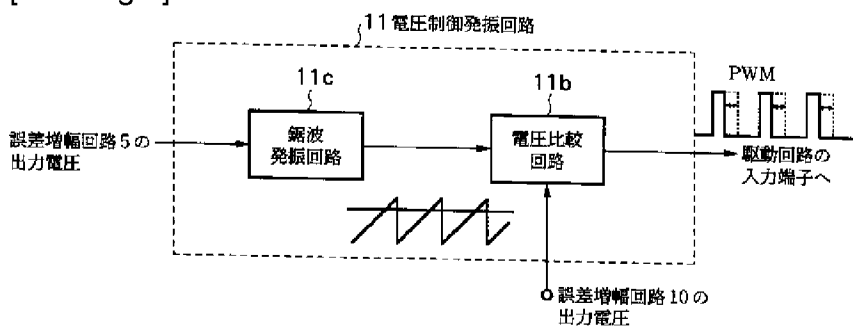 11電圧制御発振回路
11c
11b
PWM
誤差増幅回路5の
出力電圧
鋸波
発振回路
電圧比較
回路
駆動回路の
入力端子へ
誤差増幅回路10の
出力電圧